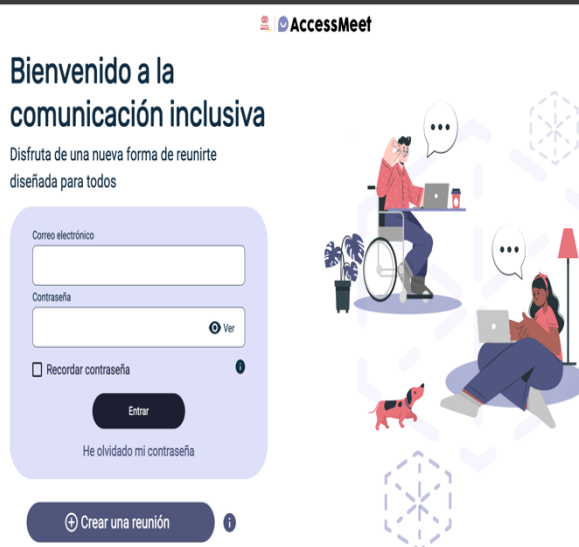 AccessMeet
Bienvenido a la
comunicación inclusiva
Disfruta de una nueva forma de reunirte
diseñada para todos
Correo electrónico
Contraseña
Ver
Recordar contraseña
Entrar
He olvidado mi contraseña
Crear una reunión